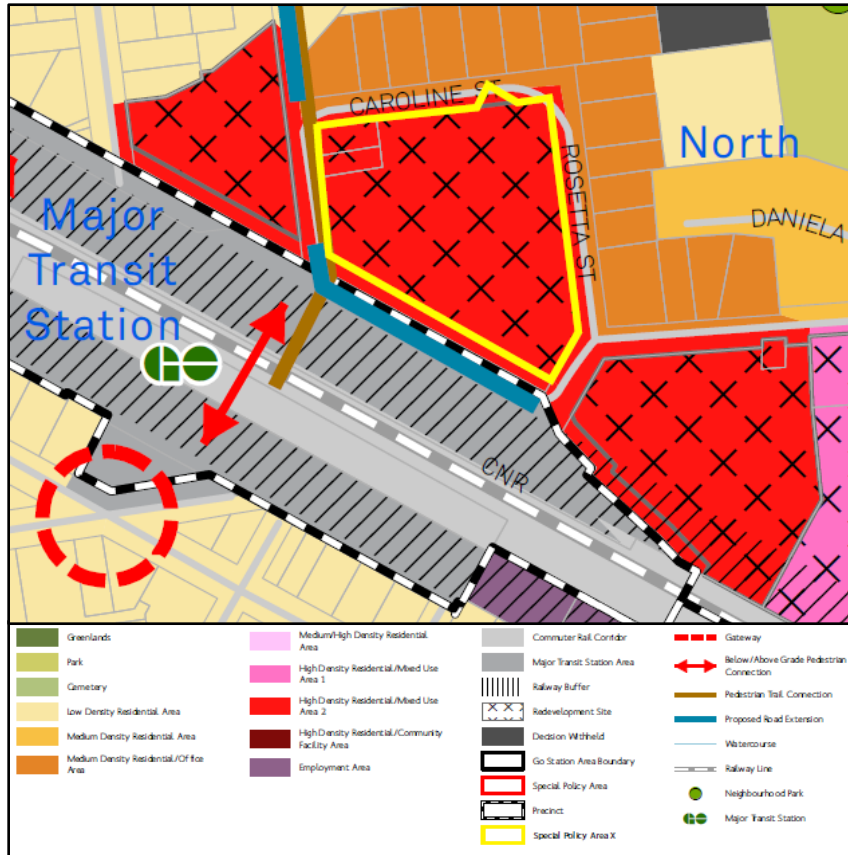 CAROLINE ST
ROSETTA ST
North
DANIELA
Major
Transit
Station
GO
CNR
Greenlands
Park
Cemetery
Low Density Residential Area
Medium Density Residential Area
Medium Density Residential/Office
Area
Medium/High Density Residential
Area
High Density Residential/Mixed Use
Area 1
High Density Residential/Mixed Use
Area 2
High Density Residential/Community
Facility Area
Employment Area
Commuter Rail Corridor
Major Transit Station Area
Railway Buffer
Redevelopment Site
Decision Withheld
Go Station Area Boundary
Special Policy Area
Precinct
Special Policy Area X
Gateway
Below/Above Grade Pedestrian
Connection
Pedestrian Trail Connection
Proposed Road Extension
Watercourse
Railway Line
Neighbourhood Park
GO
Major Transit Station